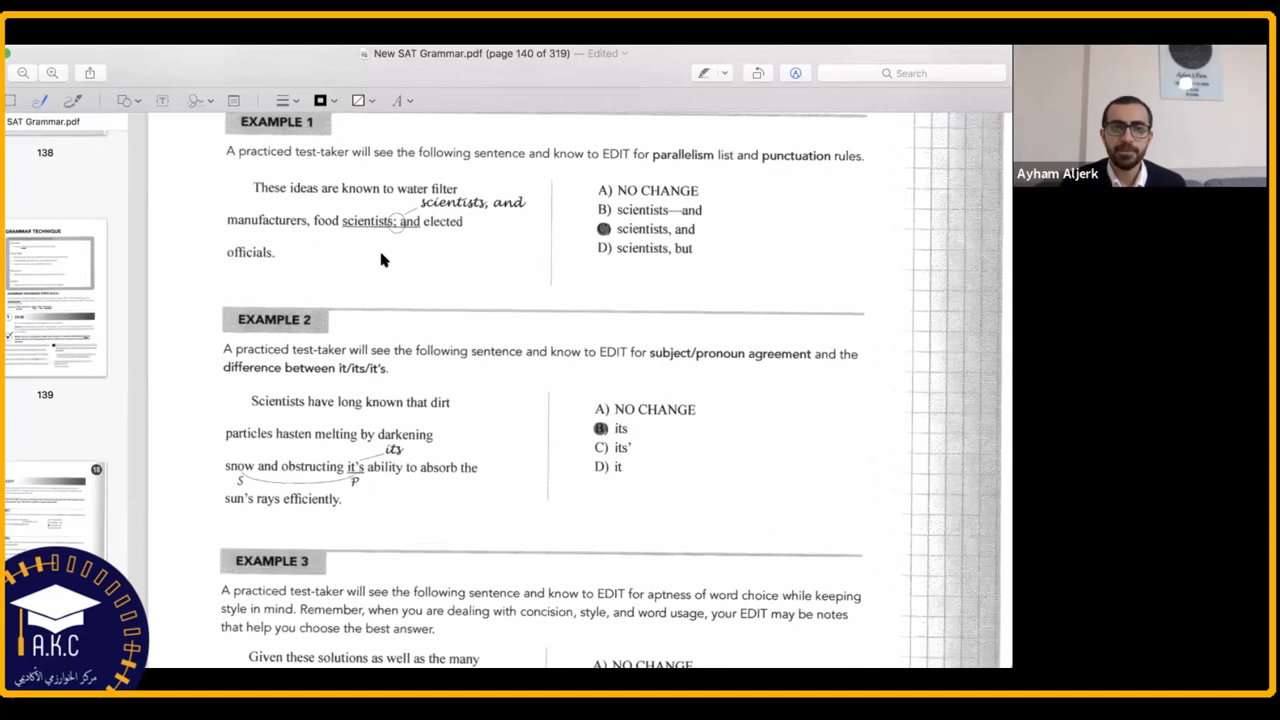 New SAT Grammar.pdf (page 140 of 319) — Edited
Search
SAT Grammar.pdf
138
GRAMMAR TECHNIQUE
139
18
EXAMPLE 1
A practiced test-taker will see the following sentence and know to EDIT for parallelism list and punctuation rules.
These ideas are known to water filter
scientists, and
manufacturers, food scientists; and elected
officials.
A) NO CHANGE
B) scientists—and
scientists, and
D) scientists, but
EXAMPLE 2
A practiced test-taker will see the following sentence and know to EDIT for subject/pronoun agreement and the
difference between it/its/it's.
Scientists have long known that dirt
particles hasten melting by darkening
its
snow and obstructing it's ability to absorb the
S P
sun's rays efficiently.
A) NO CHANGE
B) its
C) its'
D) it
EXAMPLE 3
A practiced test-taker will see the following sentence and know to EDIT for aptness of word choice while keeping
style in mind. Remember, when you are dealing with concision, style, and word usage, your EDIT may be notes
that help you choose the best answer.
Given these solutions as well as the many
A) NO CHANGE
Ayham Aljerk
A.K.C
مركز الخوارزمي الأكاديمي